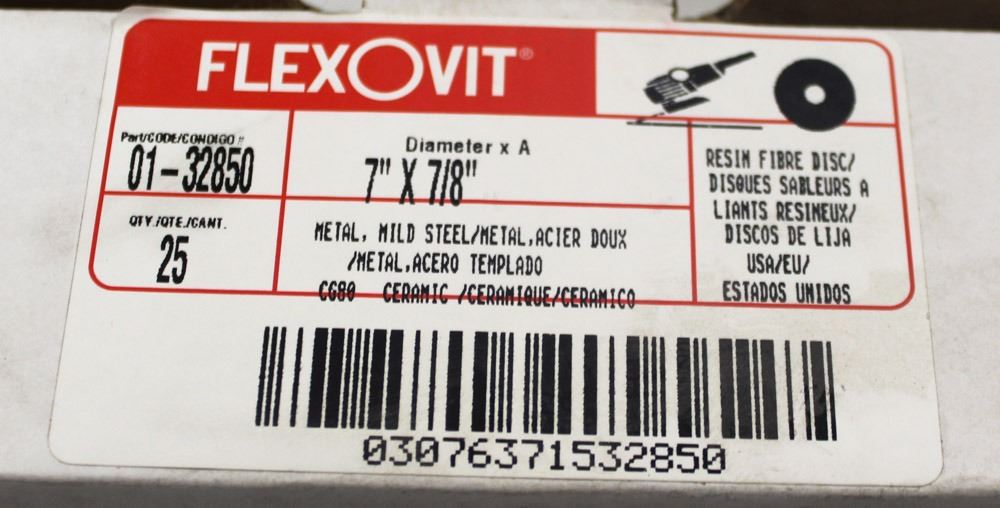 FLEXOVIT®
Part/CODE/CONDIGO #
01-32850
Diameter x A
7" X 7/8"
QTY./QTE./CANT.
25
METAL, MILD STEEL/METAL,ACIER DOUX
/METAL,ACERO TEMPLADO
CG80 CERAMIC /CERAMIQUE/CERAMICO
RESIN FIBRE DISC/
DISQUES SABLEURS A
LIANTS RESINEUX/
DISCOS DE LIJA
USA/EU/
ESTADOS UNIDOS
03076371532850